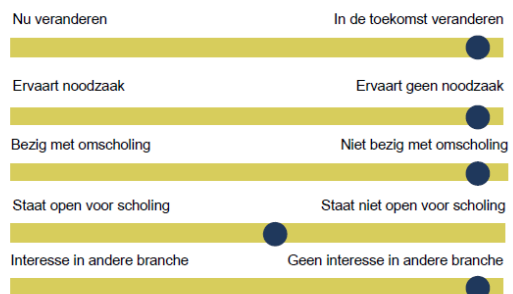 Nu veranderen In de toekomst veranderen
Ervaart noodzaak Ervaart geen noodzaak
Bezig met omscholing Niet bezig met omscholing
Staat open voor scholing Staat niet open voor scholing
Interesse in andere branche Geen interesse in andere branche